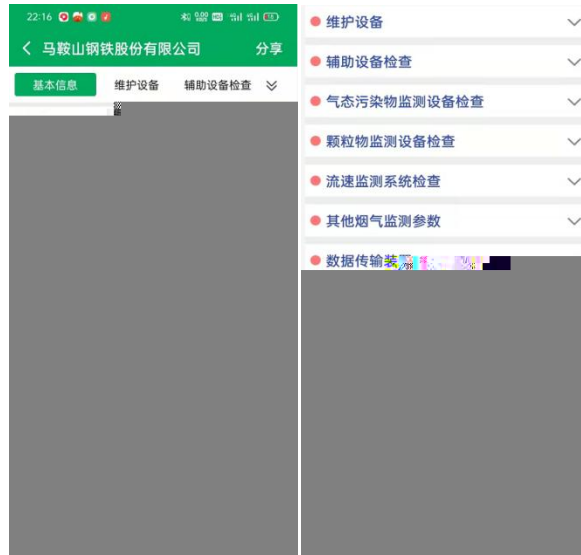 22:16
马鞍山钢铁股份有限公司 分享
基本信息 维护设备 辅助设备检查
维护设备
辅助设备检查
气态污染物监测设备检查
颗粒物监测设备检查
流速监测系统检查
其他烟气监测参数
数据传输装